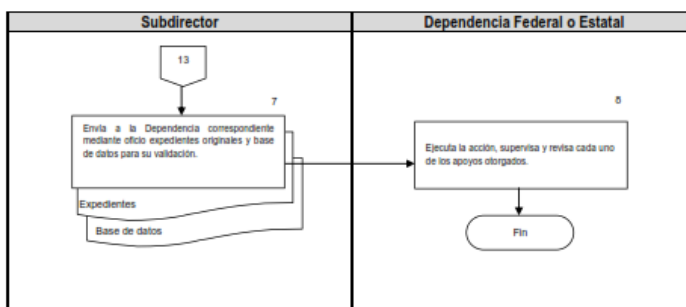 Subdirector
Dependencia Federal o Estatal
13
7
Envía a la Dependencia correspondiente
mediante oficio expedientes originales y base
de datos para su validación.
Expedientes
Base de datos
8
Ejecuta la acción, supervisa y revisa cada uno
de los apoyos otorgados.
Fin